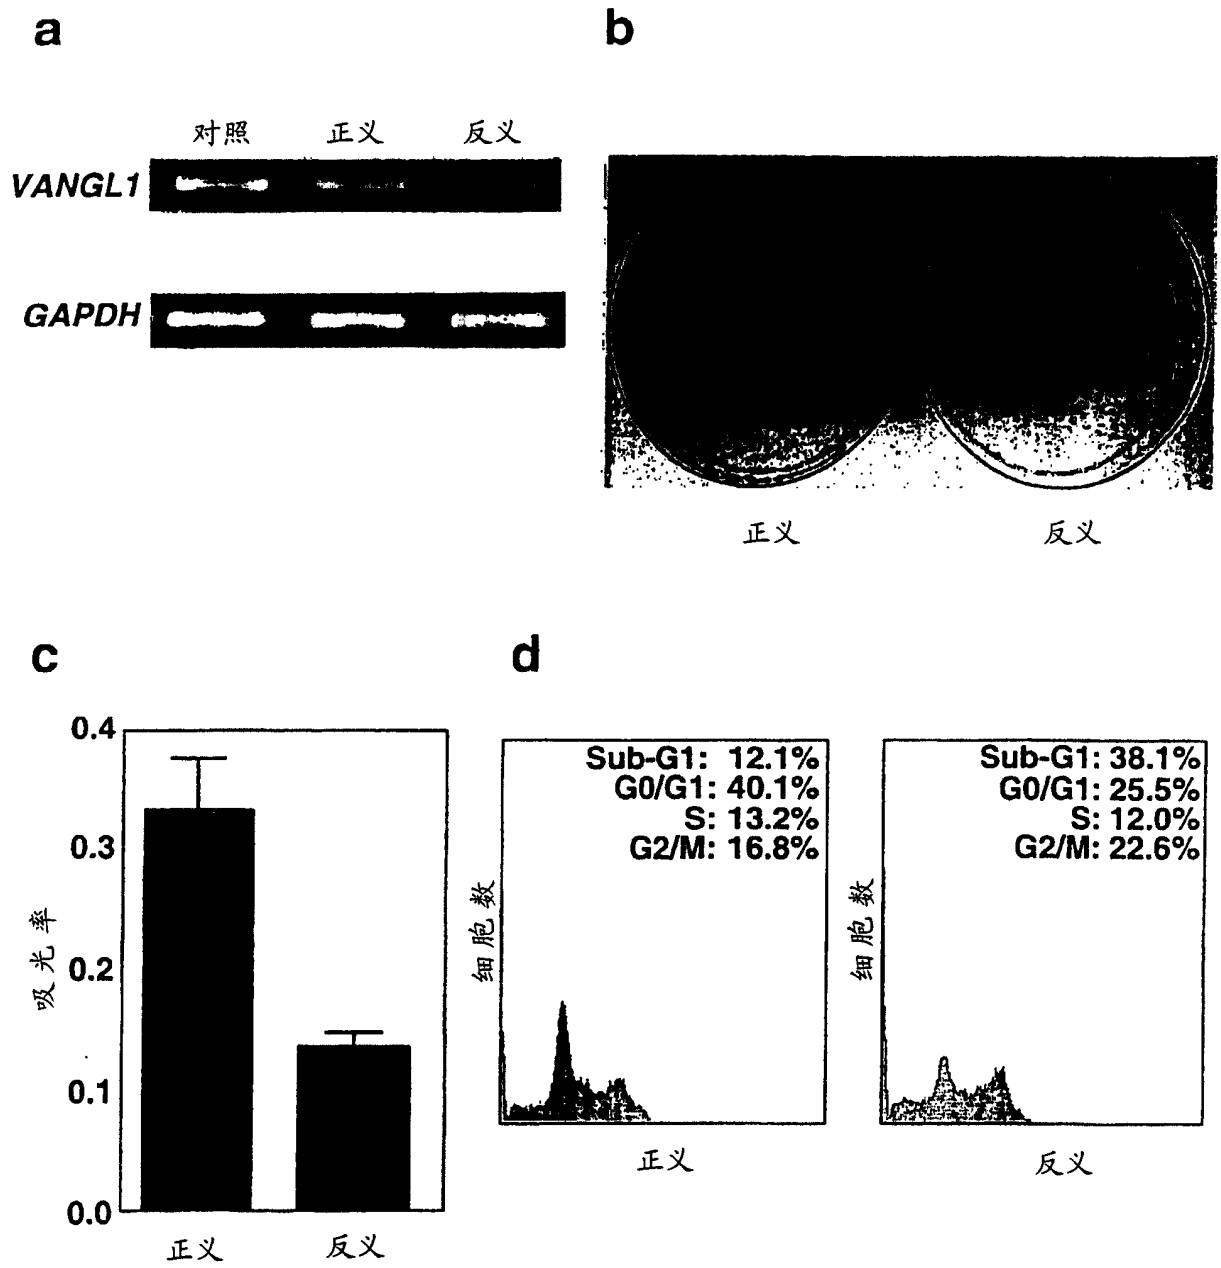 a
对照 正义 反义
VANGL1
GAPDH
b
正义 反义
c
0.4
0.3
0.2
0.1
0.0
吸光率
正义 反义
d
Sub-G1: 12.1%
G0/G1: 40.1%
S: 13.2%
G2/M: 16.8%
细胞数
正义
Sub-G1: 38.1%
G0/G1: 25.5%
S: 12.0%
G2/M: 22.6%
细胞数
反义